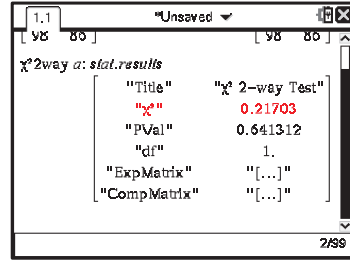 1.1 *Unsaved
[ 98 86 ] [ 98 86 ]
χ²2way a: stat.results
"Title" "χ² 2-way Test"
"χ²" 0.21703
"PVal" 0.641312
"df" 1.
"ExpMatrix" "[...]"
"CompMatrix" "[...]"
2/99